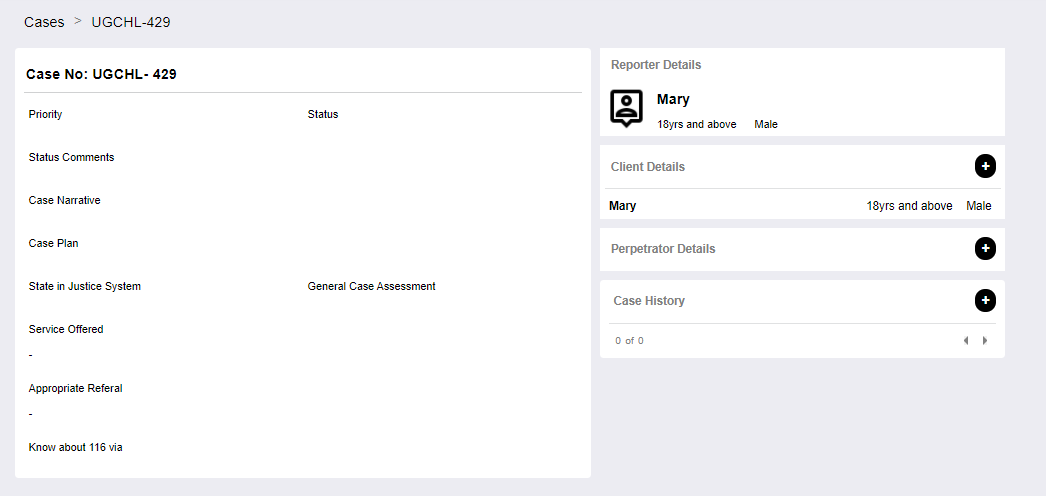 Cases > UGCHL-429
Case No: UGCHL- 429
Priority Status
Status Comments
Case Narrative
Case Plan
State in Justice System General Case Assessment
Service Offered
-
Appropriate Referal
-
Know about 116 via
Reporter Details
Mary
18yrs and above Male
Client Details +
Mary 18yrs and above Male
Perpetrator Details +
Case History +
0 of 0